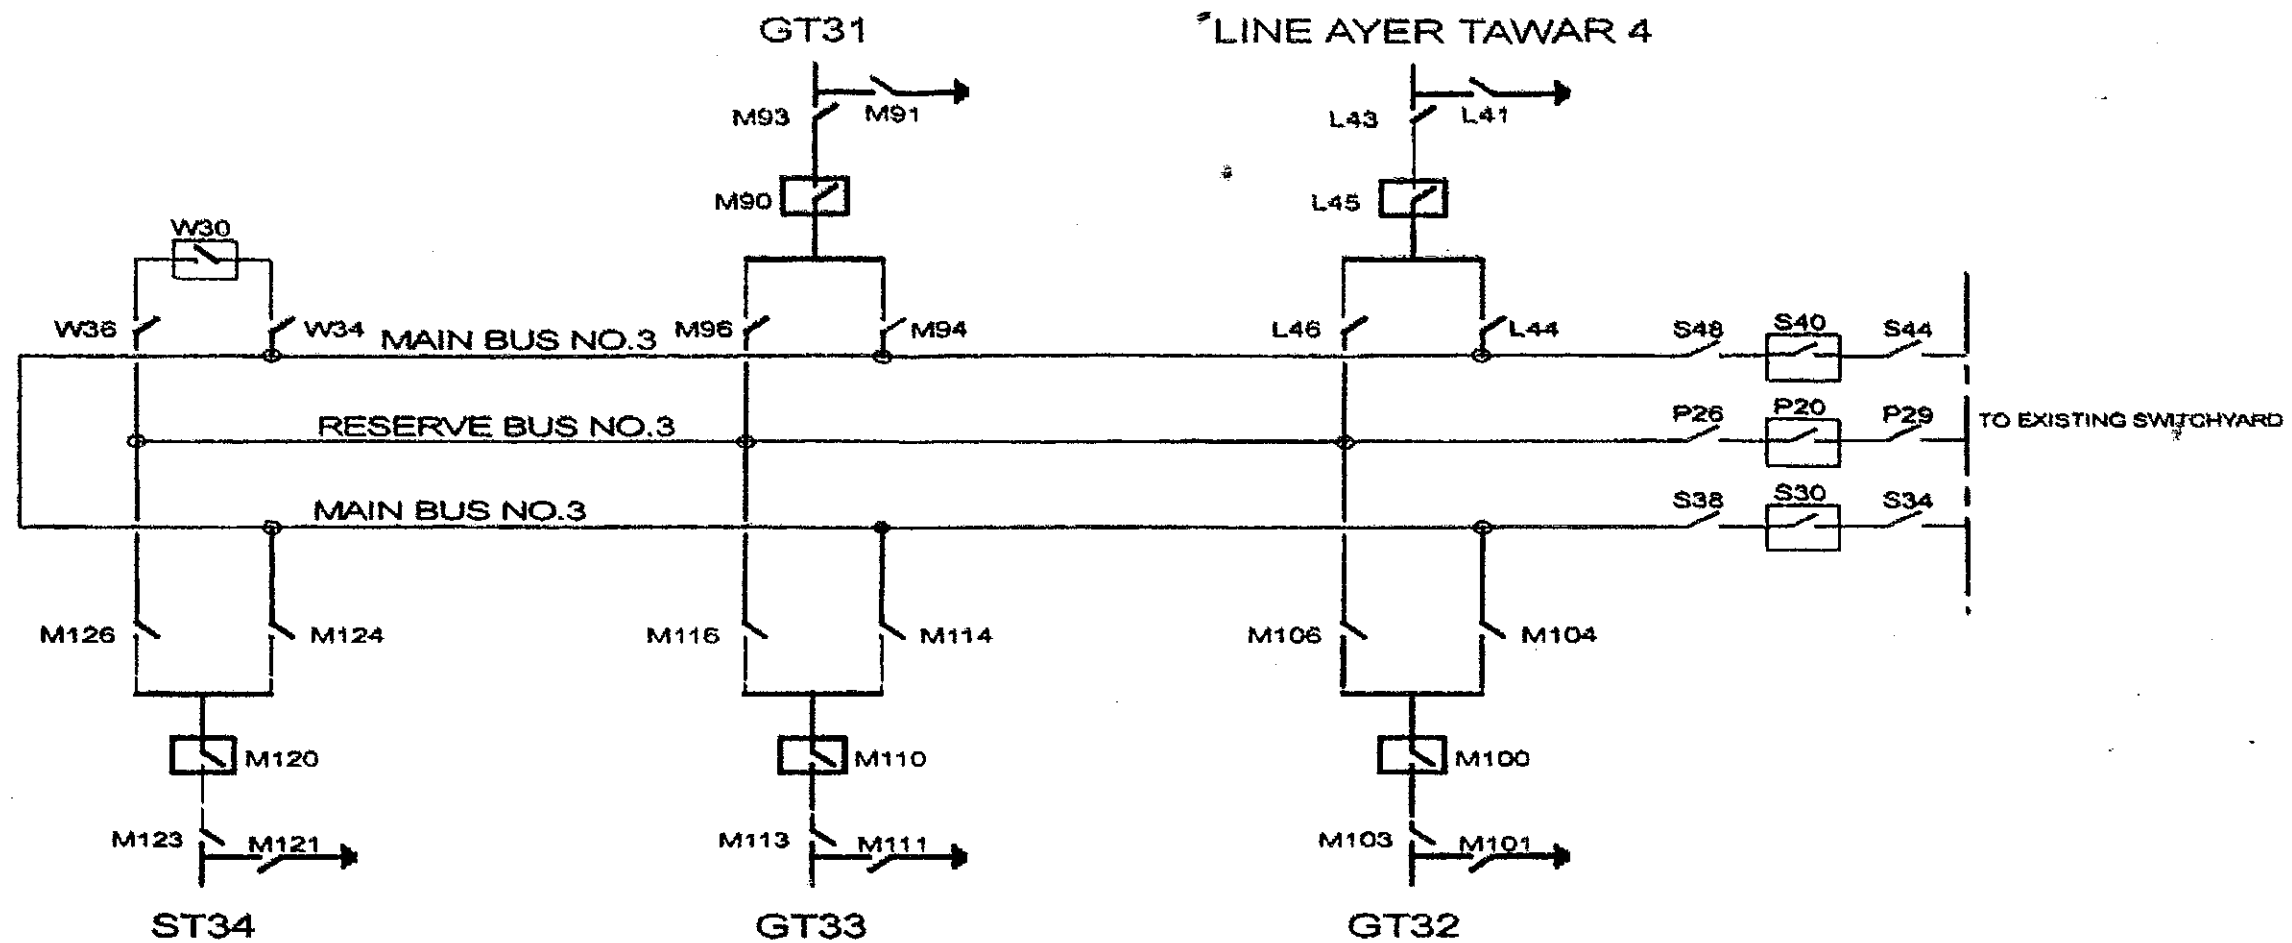 GT31
LINE AYER TAWAR 4
M93
M91
L43
L41
M90
L45
W30
W36
W34
MAIN BUS NO.3
M96
M94
L46
L44
S48
S40
S44
RESERVE BUS NO.3
P26
P20
P29
TO EXISTING SWITCHYARD
MAIN BUS NO.3
S38
S30
S34
M126
M124
M116
M114
M106
M104
M120
M110
M100
M123
M121
M113
M111
M103
M101
ST34
GT33
GT32